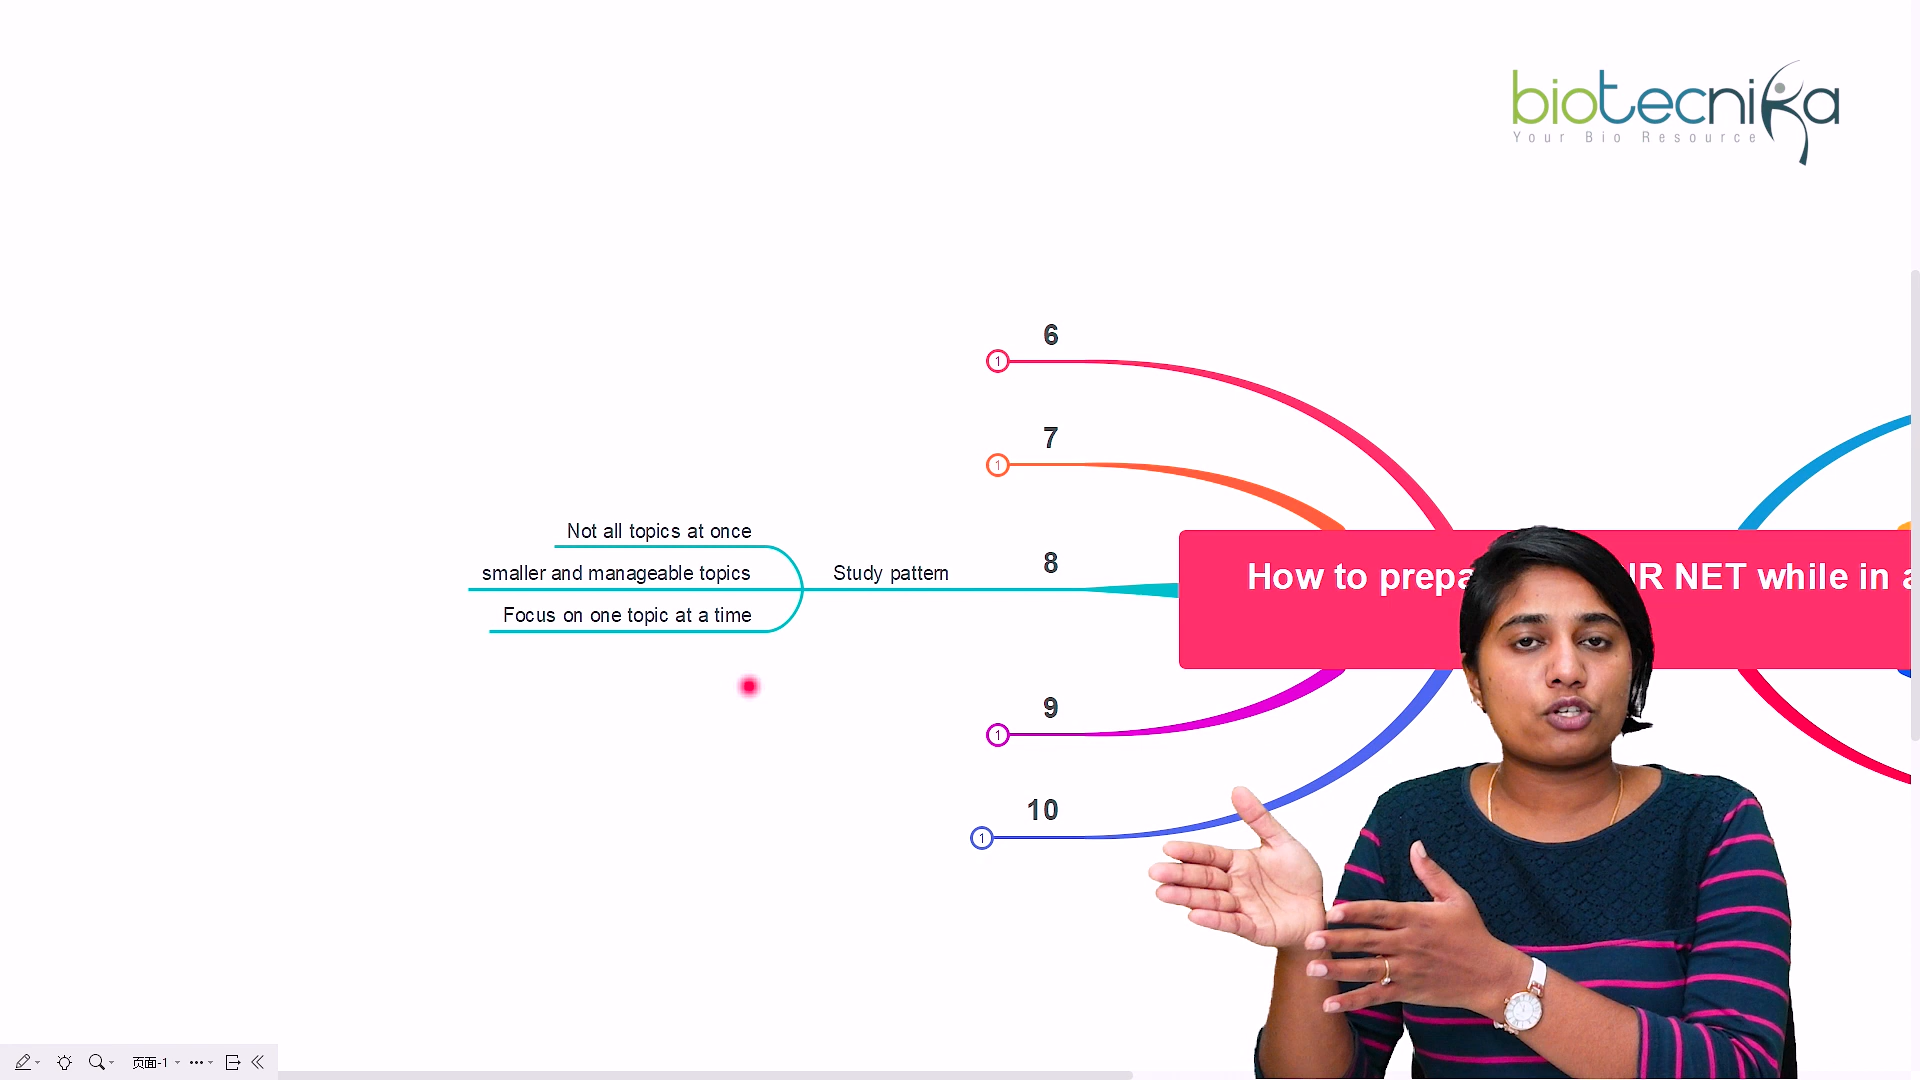 biotecnika
Your Bio Resource
6
1
7
1
Not all topics at once
smaller and manageable topics
Focus on one topic at a time
Study pattern
8
How to prepa
IR NET while in a
9
1
10
1
页面-1